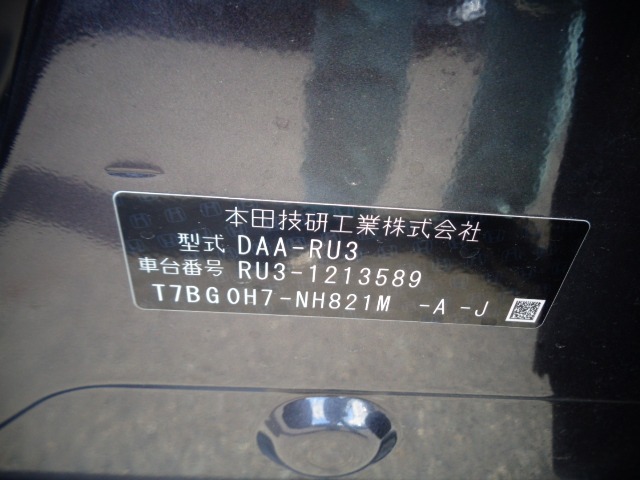 本田技研工業株式会社
型式 DAA-RU3
車台番号 RU3-1213589
T7BG0H7-NH821M -A -J